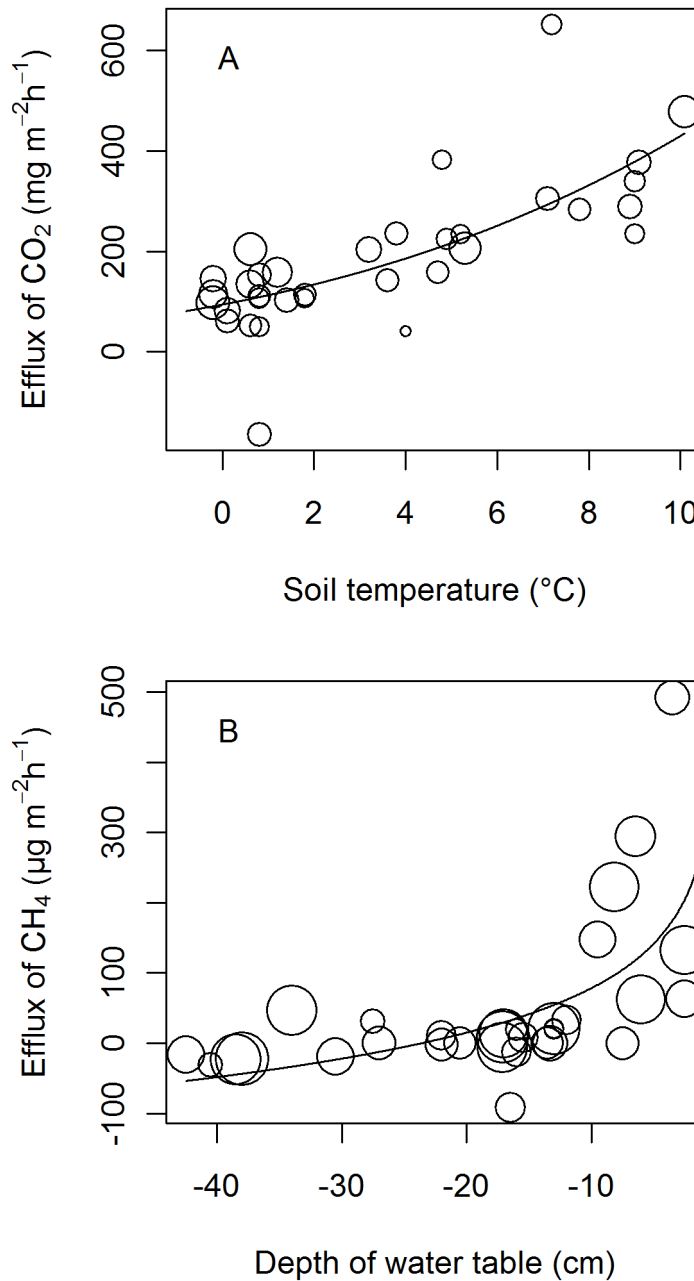 A
Efflux of CO₂ (mg m⁻²h⁻¹)
600
400
200
0
0 2 4 6 8 10
Soil temperature (°C)
B
Efflux of CH₄ (µg m⁻²h⁻¹)
500
300
100
0
-100
-40 -30 -20 -10
Depth of water table (cm)